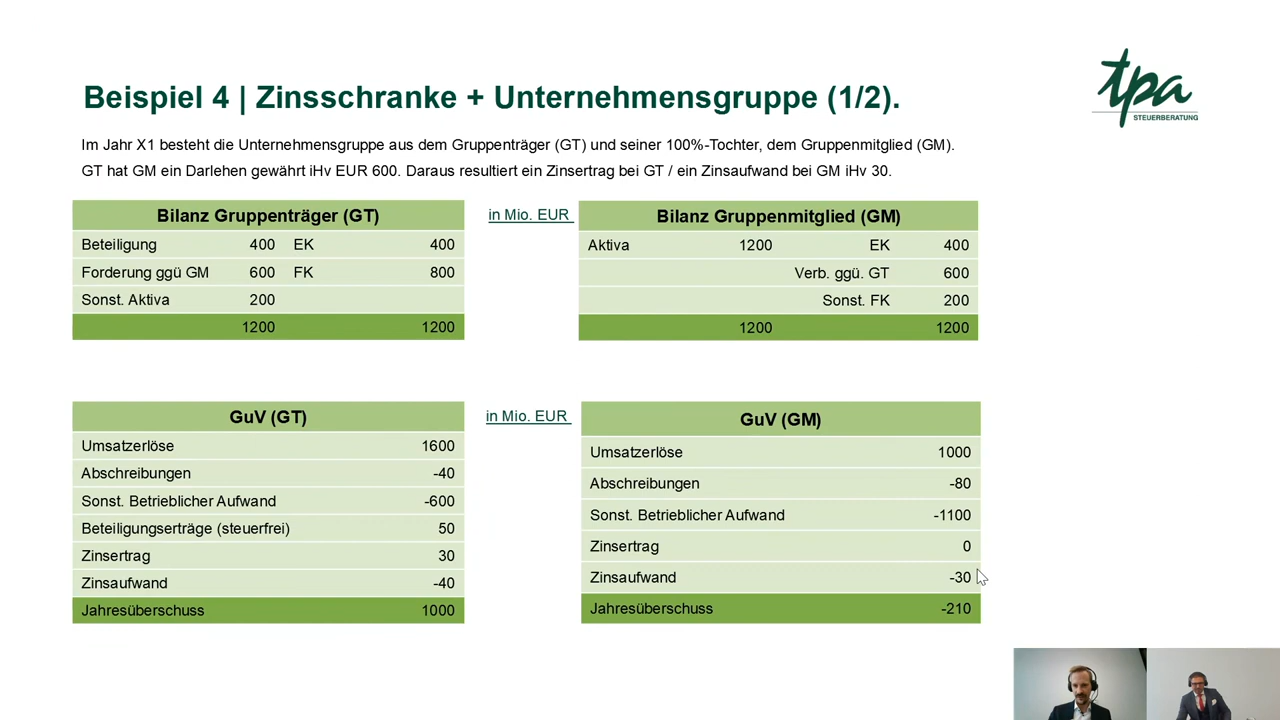 Beispiel 4 | Zinsschranke + Unternehmensgruppe (1/2).
tpa
STEUERBERATUNG
Im Jahr X1 besteht die Unternehmensgruppe aus dem Gruppenträger (GT) und seiner 100%-Tochter, dem Gruppenmitglied (GM).
GT hat GM ein Darlehen gewährt iHv EUR 600. Daraus resultiert ein Zinsertrag bei GT / ein Zinsaufwand bei GM iHv 30.
Bilanz Gruppenträger (GT)
Beteiligung 400 EK 400
Forderung ggü GM 600 FK 800
Sonst. Aktiva 200
1200 1200
in Mio. EUR
Bilanz Gruppenmitglied (GM)
Aktiva 1200 EK 400
Verb. ggü. GT 600
Sonst. FK 200
1200 1200
GuV (GT)
Umsatzerlöse 1600
Abschreibungen -40
Sonst. Betrieblicher Aufwand -600
Beteiligungserträge (steuerfrei) 50
Zinsertrag 30
Zinsaufwand -40
Jahresüberschuss 1000
in Mio. EUR
GuV (GM)
Umsatzerlöse 1000
Abschreibungen -80
Sonst. Betrieblicher Aufwand -1100
Zinsertrag 0
Zinsaufwand -30
Jahresüberschuss -210